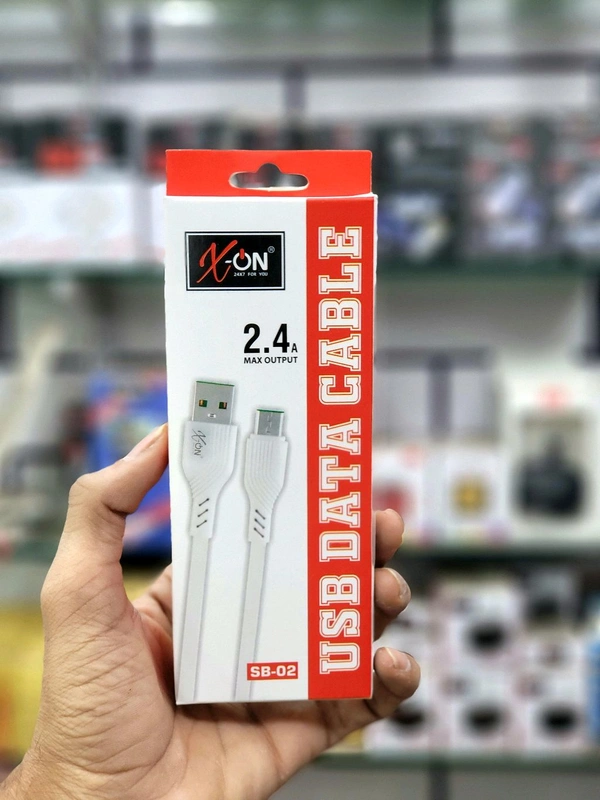 X-ON®
24X7 FOR YOU
2.4A
MAX OUTPUT
X-ON
SB-02
USB DATA CABLE